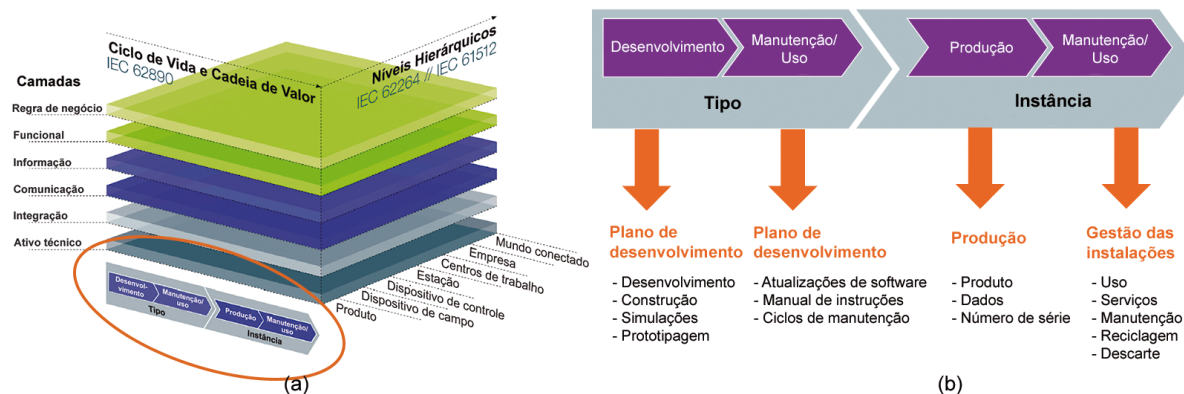 Ciclo de Vida e Cadeia de Valor
IEC 62890
Níveis Hierárquicos
IEC 62264 // IEC 61512
Camadas
Regra de negócio
Funcional
Informação
Comunicação
Integração
Ativo técnico
Mundo conectado
Empresa
Centros de trabalho
Estação
Dispositivo de controle
Dispositivo de campo
Produto
Desenvol-
vimento
Manutenção/
uso
Produção
Manutenção/
uso
Tipo
Instância
(a)
Desenvolvimento
Manutenção/
Uso
Produção
Manutenção/
Uso
Tipo
Instância
Plano de
desenvolvimento
- Desenvolvimento
- Construção
- Simulações
- Prototipagem
Plano de
desenvolvimento
- Atualizações de software
- Manual de instruções
- Ciclos de manutenção
Produção
- Produto
- Dados
- Número de série
Gestão das
instalações
- Uso
- Serviços
- Manutenção
- Reciclagem
- Descarte
(b)